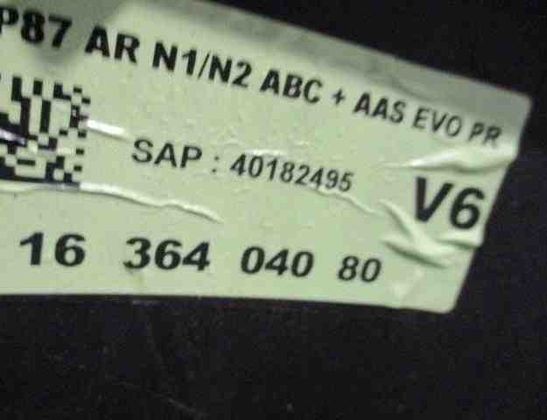 P87 AR N1/N2 ABC + AAS EVO PR
SAP : 40182495
V6
16 364 040 80